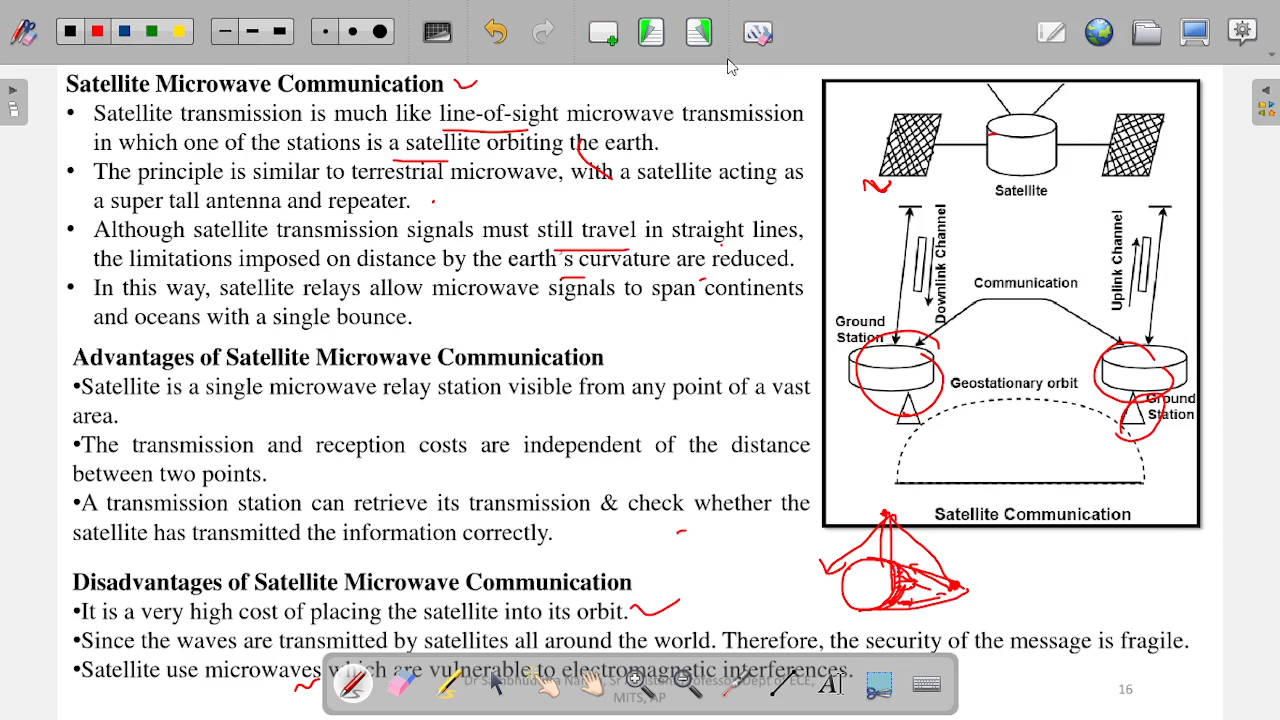 Satellite Microwave Communication
• Satellite transmission is much like line-of-sight microwave transmission
in which one of the stations is a satellite orbiting the earth.
• The principle is similar to terrestrial microwave, with a satellite acting as
a super tall antenna and repeater.
• Although satellite transmission signals must still travel in straight lines,
the limitations imposed on distance by the earth's curvature are reduced.
• In this way, satellite relays allow microwave signals to span continents
and oceans with a single bounce.
Advantages of Satellite Microwave Communication
•Satellite is a single microwave relay station visible from any point of a vast
area.
•The transmission and reception costs are independent of the distance
between two points.
•A transmission station can retrieve its transmission & check whether the
satellite has transmitted the information correctly.
Disadvantages of Satellite Microwave Communication
•It is a very high cost of placing the satellite into its orbit.
•Since the waves are transmitted by satellites all around the world. Therefore, the security of the message is fragile.
•Satellite use microwaves which are vulnerable to electromagnetic interferences.
Satellite
Downlink Channel
Uplink Channel
Communication
Ground
Station
Geostationary orbit
Ground
Station
Satellite Communication
MITS, AP
16